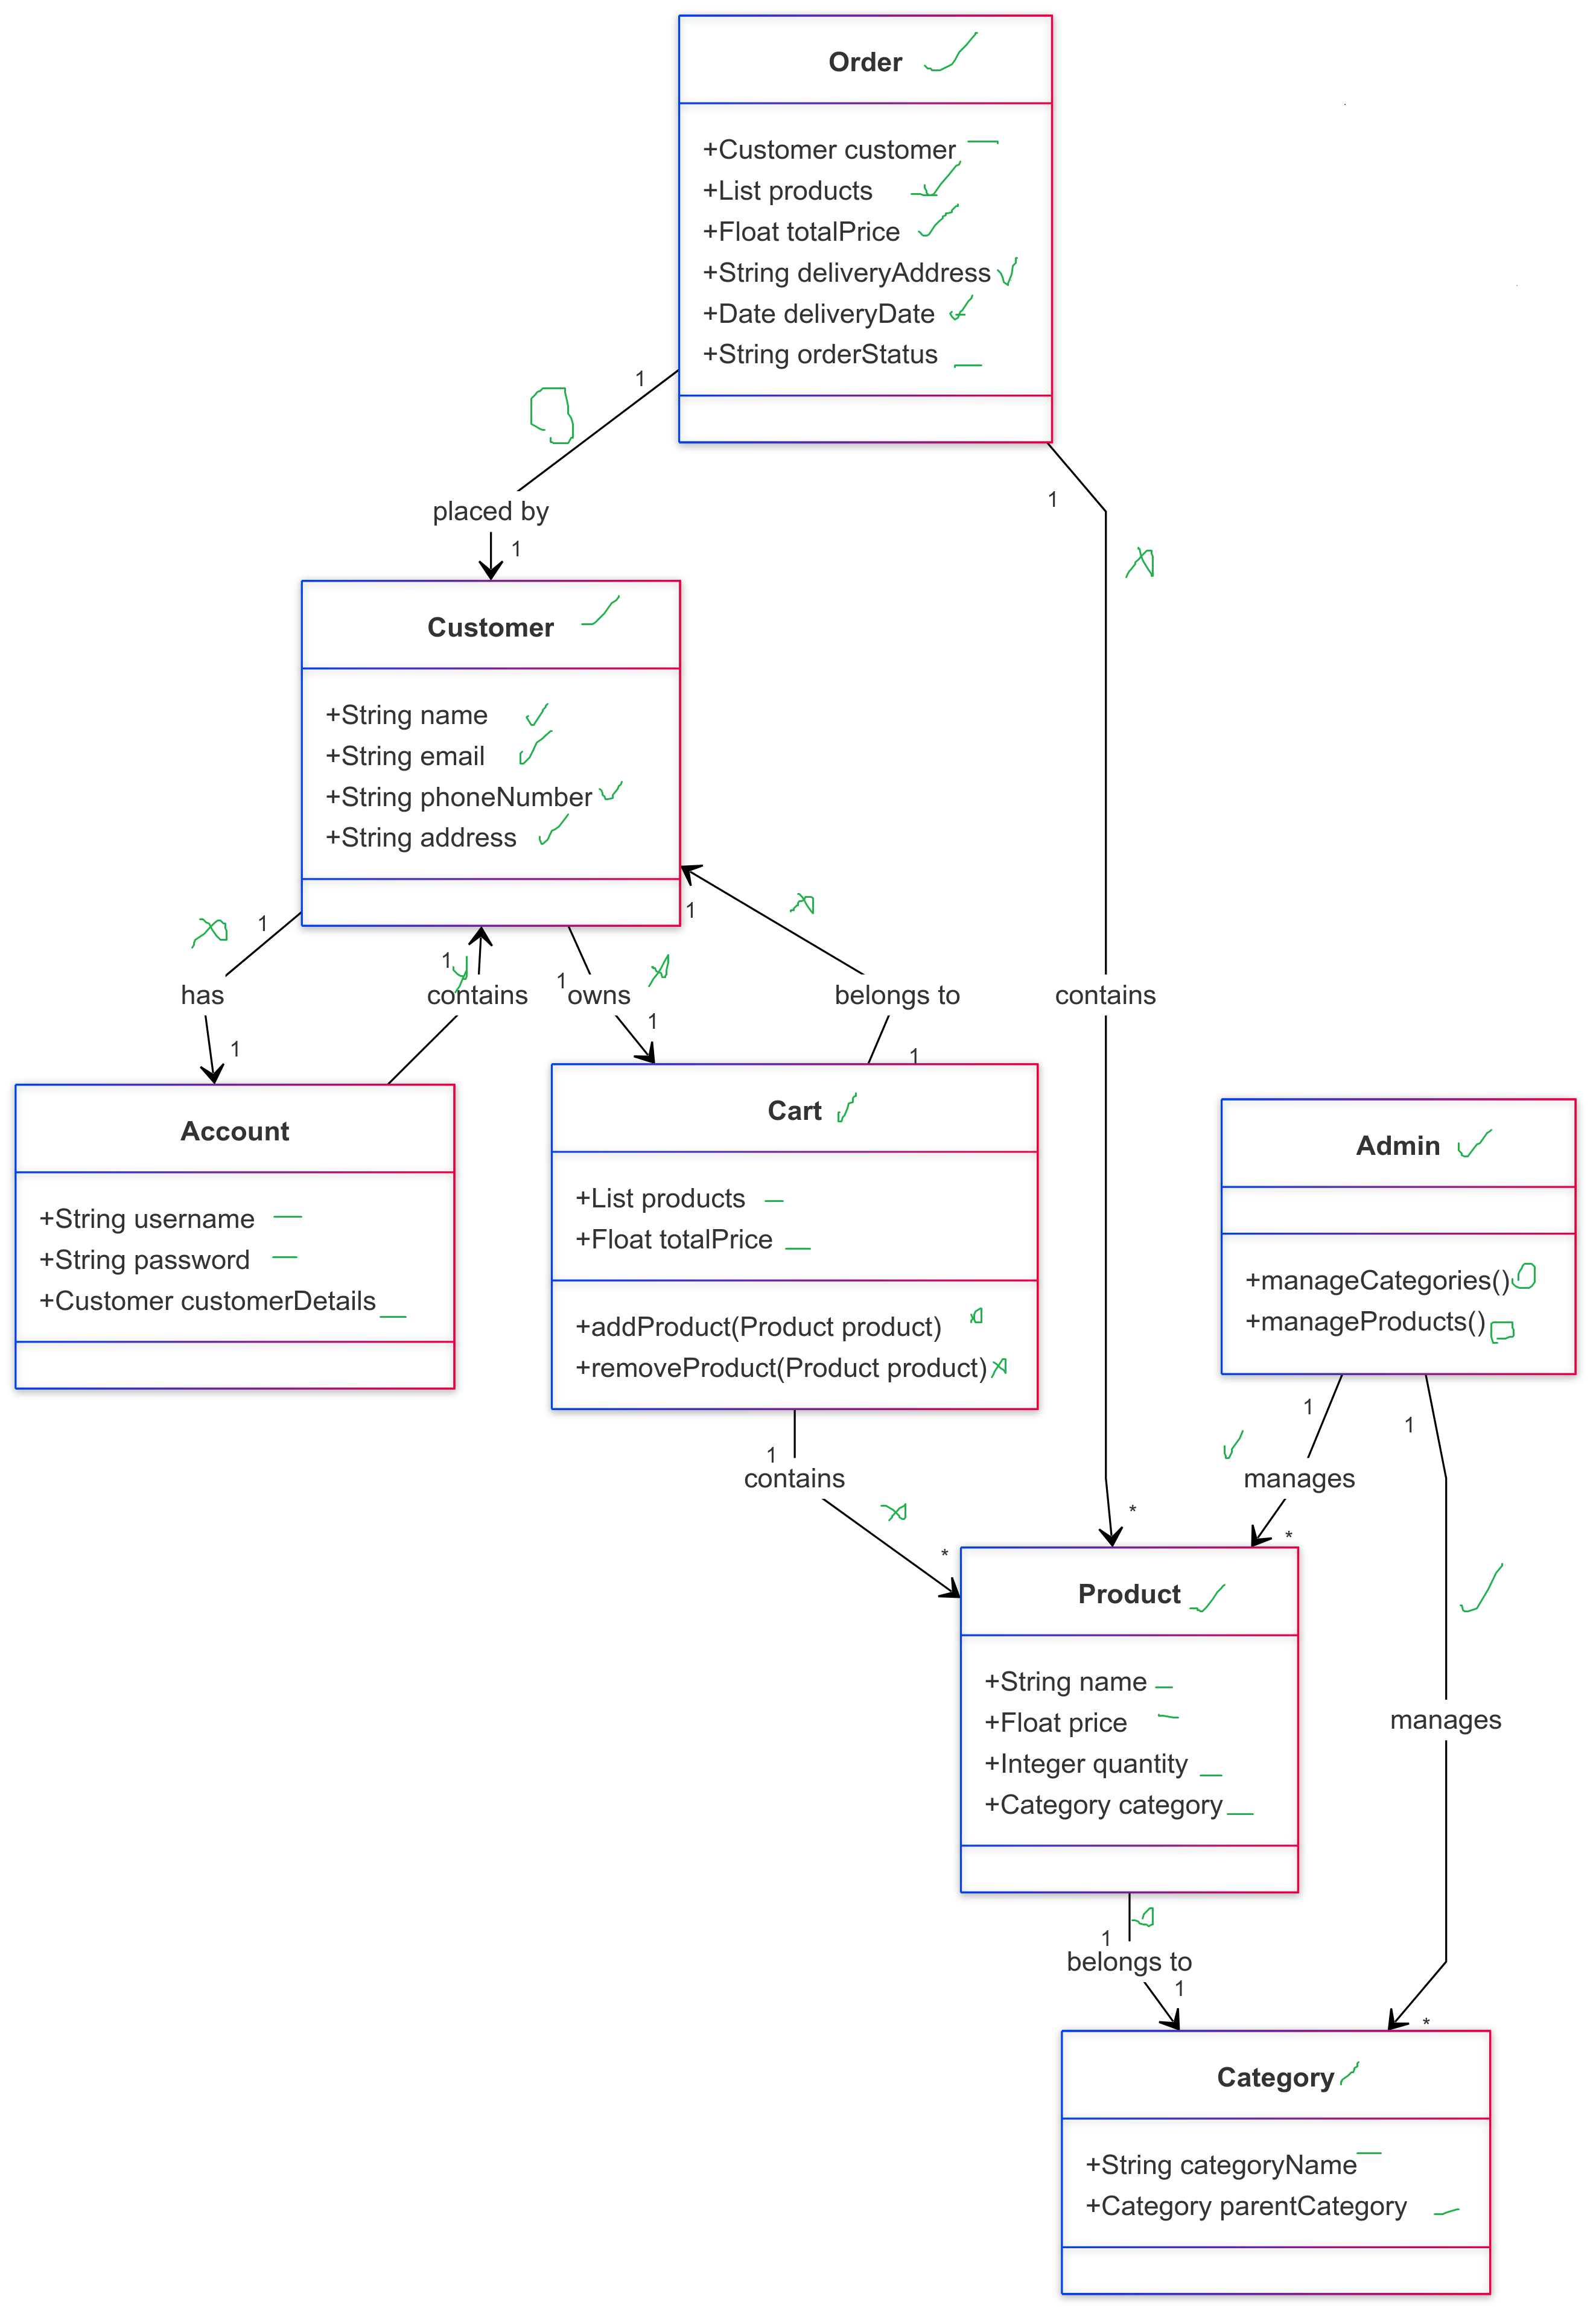 Order
+Customer customer
+List products
+Float totalPrice
+String deliveryAddress
+Date deliveryDate
+String orderStatus
1
placed by
1
1
Customer
+String name
+String email
+String phoneNumber
+String address
1
has
1
1
contains
1
owns
1
1
belongs to
1
contains
Account
+String username
+String password
+Customer customerDetails
Cart
+List products
+Float totalPrice
+addProduct(Product product)
+removeProduct(Product product)
Admin
+manageCategories()
+manageProducts()
1
contains
*
*
1
manages
*
1
manages
*
Product
+String name
+Float price
+Integer quantity
+Category category
1
belongs to
1
Category
+String categoryName
+Category parentCategory